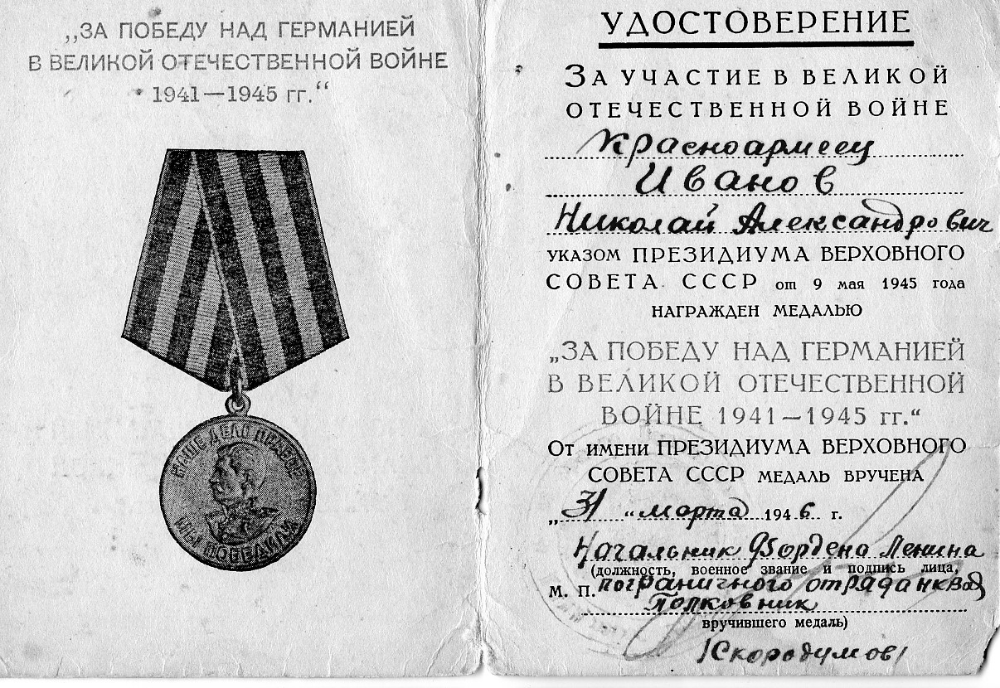 „ЗА ПОБЕДУ НАД ГЕРМАНИЕЙ
В ВЕЛИКОЙ ОТЕЧЕСТВЕННОЙ ВОЙНЕ
1941—1945 гг.“
НАШЕ ДЕЛО ПРАВОЕ
МЫ ПОБЕДИЛИ
УДОСТОВЕРЕНИЕ
ЗА УЧАСТИЕ В ВЕЛИКОЙ
ОТЕЧЕСТВЕННОЙ ВОЙНЕ
Красноармеец
Иванов
Николай Александрович
УКАЗОМ ПРЕЗИДИУМА ВЕРХОВНОГО
СОВЕТА СССР от 9 мая 1945 года
НАГРАЖДЕН МЕДАЛЬЮ
„ЗА ПОБЕДУ НАД ГЕРМАНИЕЙ
В ВЕЛИКОЙ ОТЕЧЕСТВЕННОЙ
ВОЙНЕ 1941—1945 гг.“
ОТ ИМЕНИ ПРЕЗИДИУМА ВЕРХОВНОГО
СОВЕТА СССР МЕДАЛЬ ВРУЧЕНА
„31“ марта 1946 г.
Начальник 95 ордена Ленина
(должность, военное звание и подпись лица,
М. П. пограничного отряда НКВД
Полковник
вручившего медаль)
/Скородумов/